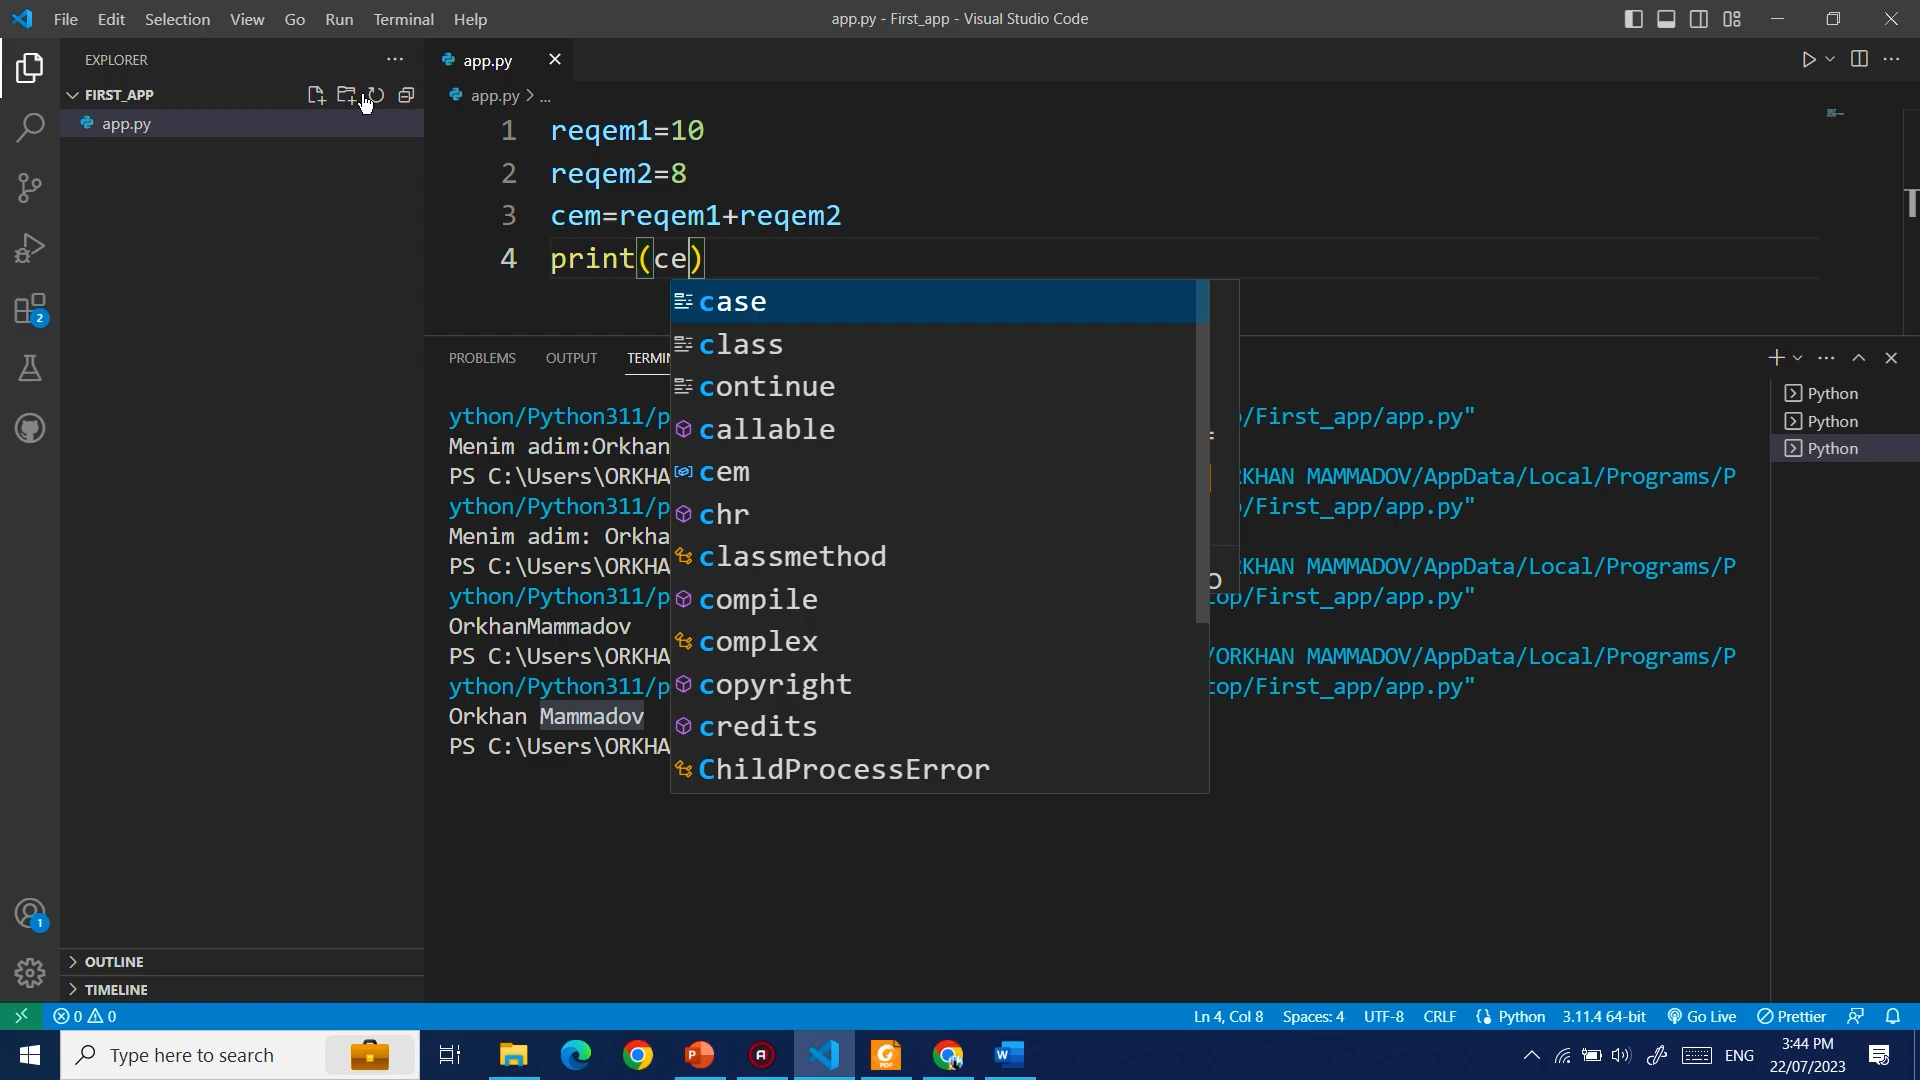 File Edit Selection View Go Run Terminal Help
app.py - First_app - Visual Studio Code
EXPLORER
app.py
FIRST_APP
app.py > ...
app.py
1 reqem1=10
2 reqem2=8
3 cem=reqem1+reqem2
4 print(ce)
case
class
continue
callable
cem
chr
classmethod
compile
complex
copyright
credits
ChildProcessError
PROBLEMS OUTPUT TERMIN
Python
Python
Python
ython/Python311/p /First_app/app.py"
Menim adim:Orkhan
PS C:\Users\ORKHA KHAN MAMMADOV/AppData/Local/Programs/P
ython/Python311/p /First_app/app.py"
Menim adim: Orkha
PS C:\Users\ORKHA KHAN MAMMADOV/AppData/Local/Programs/P
ython/Python311/p top/First_app/app.py"
OrkhanMammadov
PS C:\Users\ORKHA /ORKHAN MAMMADOV/AppData/Local/Programs/P
ython/Python311/p top/First_app/app.py"
Orkhan Mammadov
PS C:\Users\ORKHA
2
1
OUTLINE
TIMELINE
0 0 Ln 4, Col 8 Spaces: 4 UTF-8 CRLF Python 3.11.4 64-bit Go Live Prettier
Type here to search
ENG
3:44 PM
22/07/2023